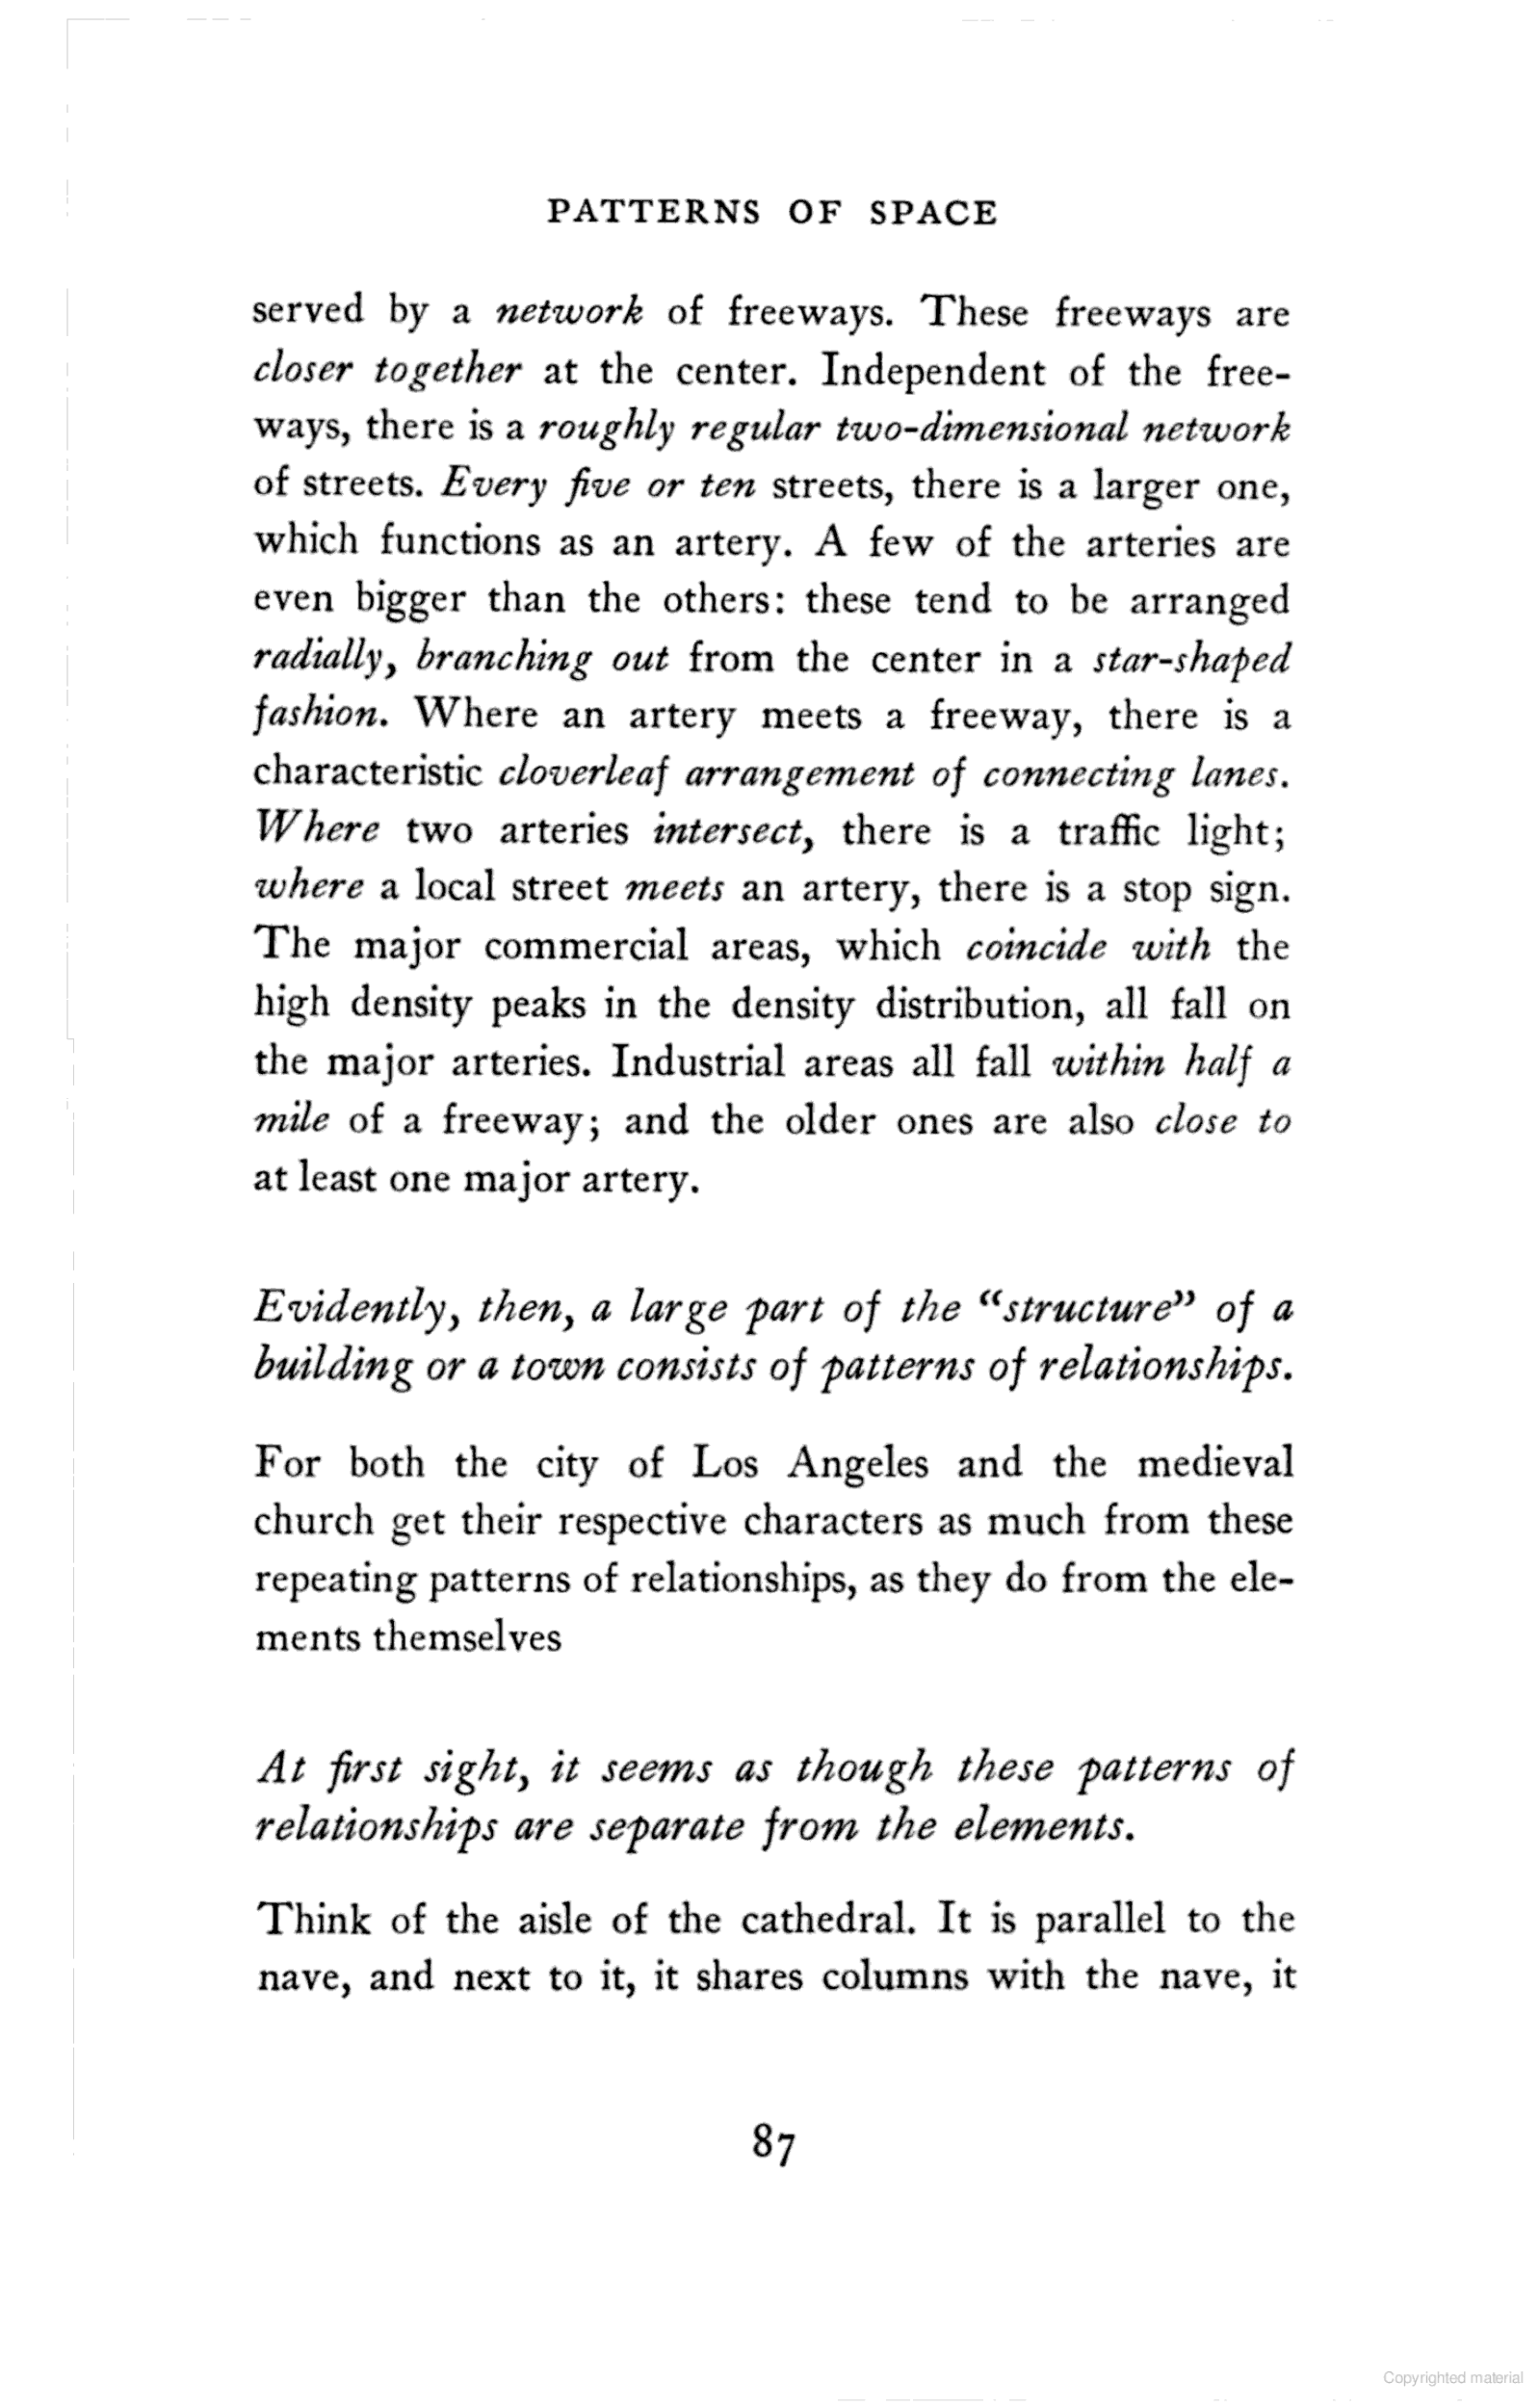 PATTERNS OF SPACE
served by a network of freeways. These freeways are
closer together at the center. Independent of the free-
ways, there is a roughly regular two-dimensional network
of streets. Every five or ten streets, there is a larger one,
which functions as an artery. A few of the arteries are
even bigger than the others: these tend to be arranged
radially, branching out from the center in a star-shaped
fashion. Where an artery meets a freeway, there is a
characteristic cloverleaf arrangement of connecting lanes.
Where two arteries intersect, there is a traffic light;
where a local street meets an artery, there is a stop sign.
The major commercial areas, which coincide with the
high density peaks in the density distribution, all fall on
the major arteries. Industrial areas all fall within half a
mile of a freeway; and the older ones are also close to
at least one major artery.
Evidently, then, a large part of the “structure” of a
building or a town consists of patterns of relationships.
For both the city of Los Angeles and the medieval
church get their respective characters as much from these
repeating patterns of relationships, as they do from the ele-
ments themselves
At first sight, it seems as though these patterns of
relationships are separate from the elements.
Think of the aisle of the cathedral. It is parallel to the
nave, and next to it, it shares columns with the nave, it
87
Copyrighted material